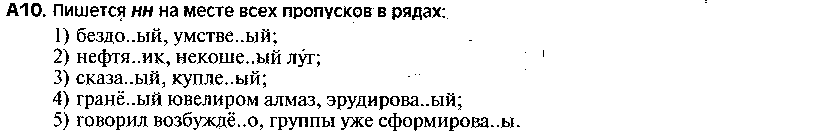 А10. Пишется нн на месте всех пропусков в рядах:
1) бездо..ый, умстве..ый;
2) нефтя..ик, некоше..ый луг;
3) сказа..ый, купле..ый;
4) гранё..ый ювелиром алмаз, эрудирова..ый;
5) говорил возбуждё..о, группы уже сформирова..ы.